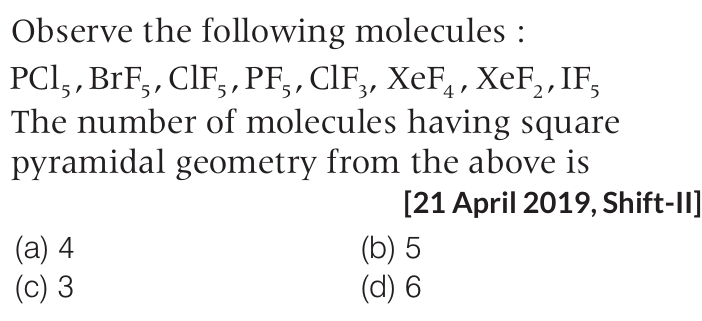 Observe the following molecules :
PCl₅, BrF₅, ClF₅, PF₅, ClF₃, XeF₄, XeF₂, IF₅
The number of molecules having square
pyramidal geometry from the above is
[21 April 2019, Shift-II]
(a) 4 (b) 5
(c) 3 (d) 6